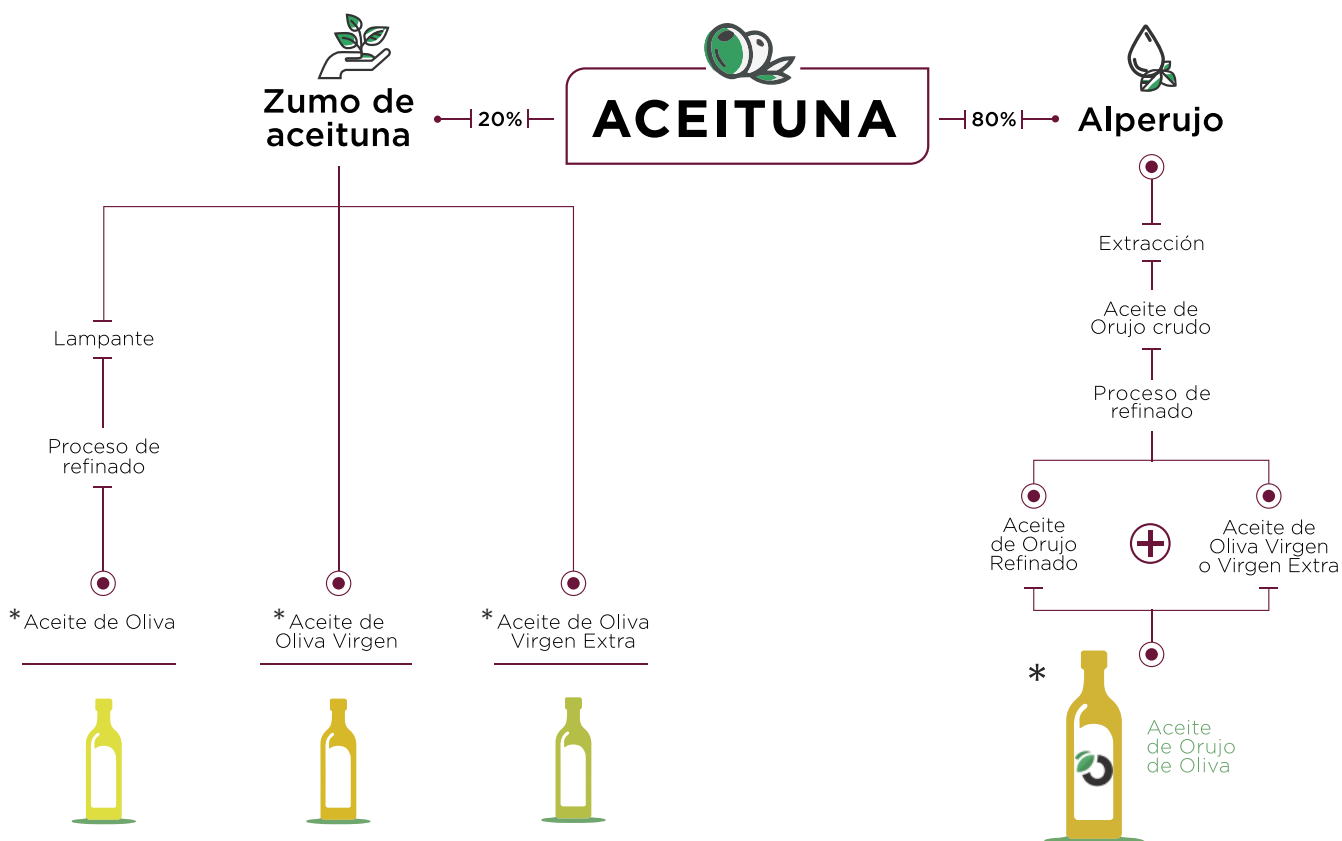 ACEITUNA
Zumo de
aceituna
20%
80%
Alperujo
Lampante
Proceso de
refinado
*Aceite de Oliva
*Aceite de
Oliva Virgen
*Aceite de Oliva
Virgen Extra
Extracción
Aceite de
Orujo crudo
Proceso de
refinado
Aceite
de Orujo
Refinado
+
Aceite de
Oliva Virgen
o Virgen Extra
*
Aceite
de Orujo
de Oliva